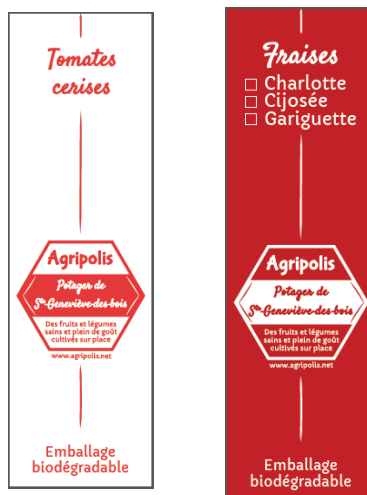 Tomates
cerises
Agripolis
Potager de
Ste-Geneviève-des-bois
Des fruits et légumes
sains et plein de goût
cultivés sur place
www.agripolis.net
Emballage
biodégradable
Fraises
Charlotte
Cijosée
Gariguette
Agripolis
Potager de
Ste-Geneviève-des-bois
Des fruits et légumes
sains et plein de goût
cultivés sur place
www.agripolis.net
Emballage
biodégradable